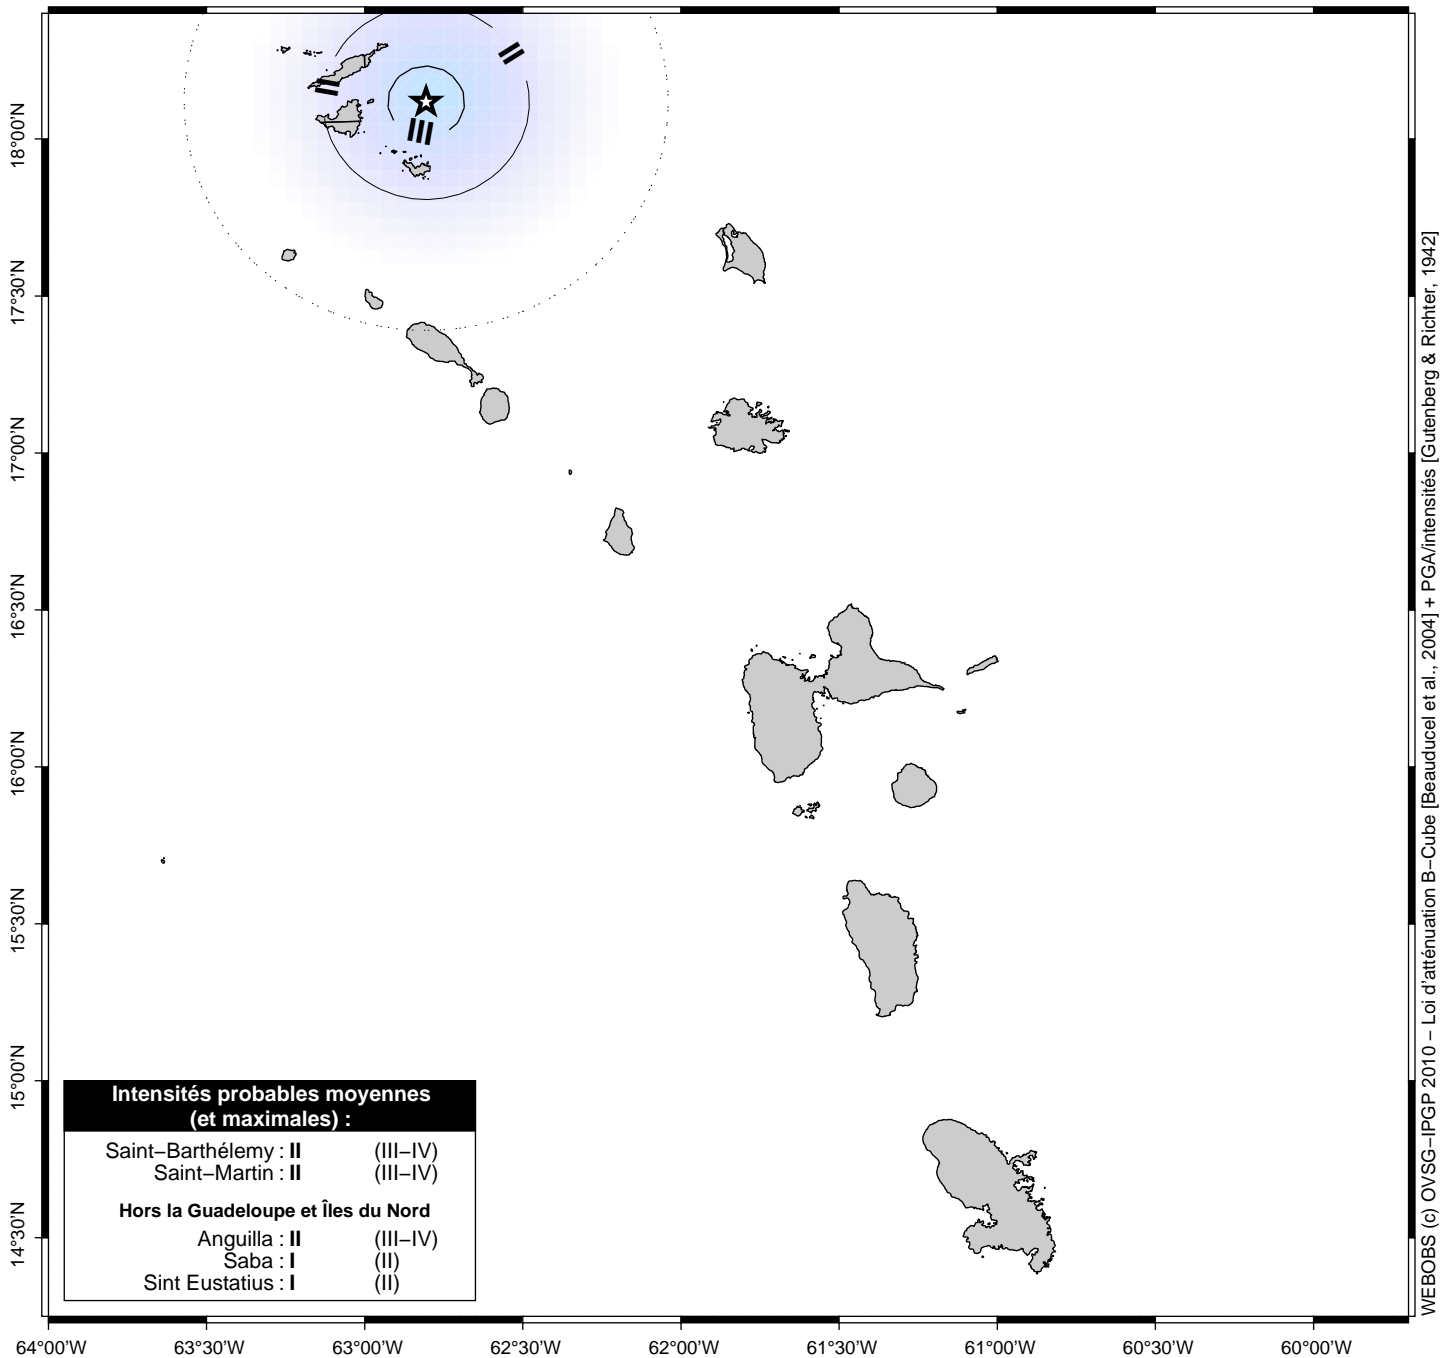 II
II
III
18°00'N
17°30'N
17°00'N
16°30'N
16°00'N
15°30'N
15°00'N
14°30'N
Intensités probables moyennes
(et maximales) :
Saint−Barthélemy : II (III−IV)
Saint−Martin : II (III−IV)
Hors la Guadeloupe et Îles du Nord
Anguilla : II (III−IV)
Saba : I (II)
Sint Eustatius : I (II)
64°00'W 63°30'W 63°00'W 62°30'W 62°00'W 61°30'W 61°00'W 60°30'W 60°00'W
WEBOBS (c) OVSG−IPGP 2010 − Loi d'atténuation B−Cube [Beauducel et al., 2004] + PGA/intensités [Gutenberg & Richter, 1942]